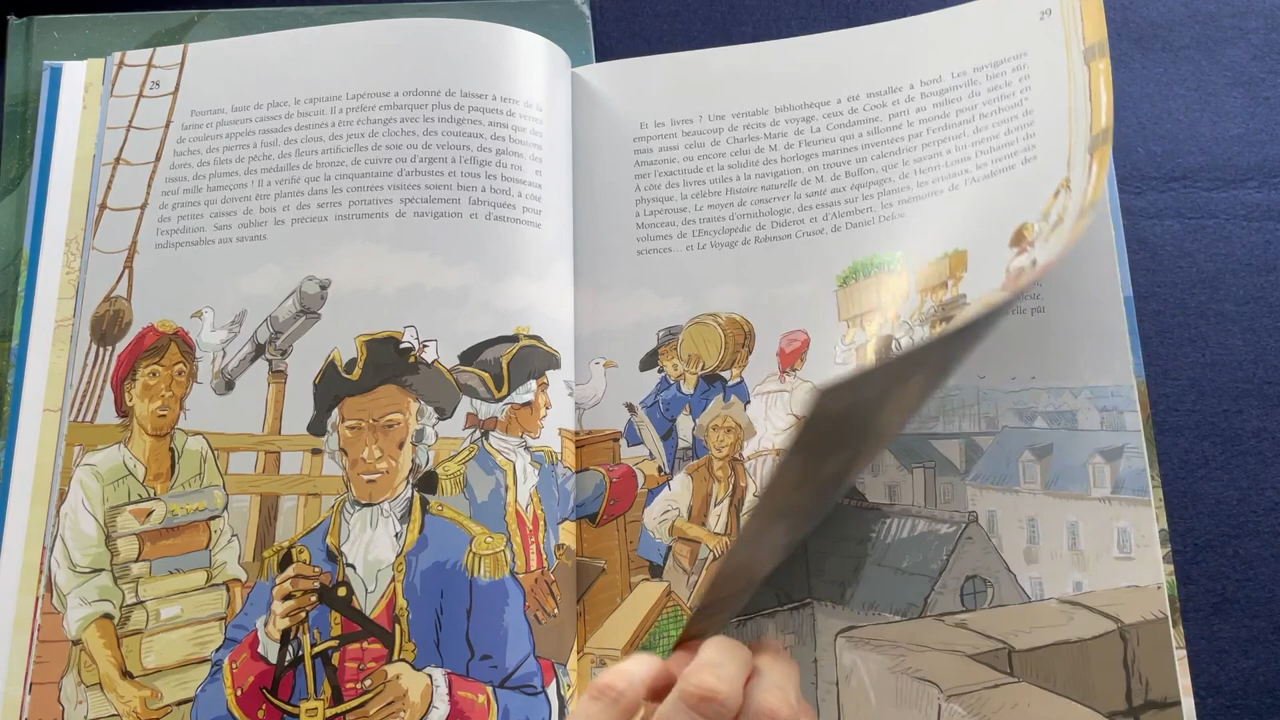 28
Pourtant, faute de place, le capitaine Lapérouse a ordonné de laisser à terre de la
farine et plusieurs caisses de biscuit. Il a préféré embarquer plus de paquets de verres
de couleurs appelés rassades destinés à être échangés avec les indigènes, ainsi que des
haches, des pierres à fusil, des clous, des jeux de cloches, des couteaux, des boutons
dorés, des filets de pêche, des fleurs artificielles de soie ou de velours, des galons, des
tissus, des plumes, des médailles de bronze, de cuivre ou d'argent à l'effigie du roi... et
neuf mille hameçons ! Il a vérifié que la cinquantaine d'arbustes et tous les boisseaux
de graines qui doivent être plantés dans les contrées visitées soient bien à bord, à côté
des petites caisses de bois et des serres portatives spécialement fabriquées pour
l'expédition. Sans oublier les précieux instruments de navigation et d'astronomie
indispensables aux savants.
29
Et les livres ? Une véritable bibliothèque a été installée à bord. Les navigateurs
emportent beaucoup de récits de voyage, ceux de Cook et de Bougainville, bien sûr,
mais aussi celui de Charles-Marie de La Condamine, parti au milieu du siècle en
Amazonie, ou encore celui de M. de Fleurieu qui a sillonné le monde pour vérifier en
mer l'exactitude et la solidité des horloges marines inventées par Ferdinand Berthoud*.
À côté des livres utiles à la navigation, on trouve un calendrier perpétuel, des cours de
physique, la célèbre Histoire naturelle de M. de Buffon, que le savant a lui-même donné
à Lapérouse, Le moyen de conserver la santé aux équipages, de Henri-Louis Duhamel du
Monceau, des traités d'ornithologie, des essais sur les plantes, les cristaux, les trente-six
volumes de L'Encyclopédie de Diderot et d'Alembert, les mémoires de l'Académie des
sciences... et Le Voyage de Robinson Crusoé, de Daniel Defoe.
elle pût